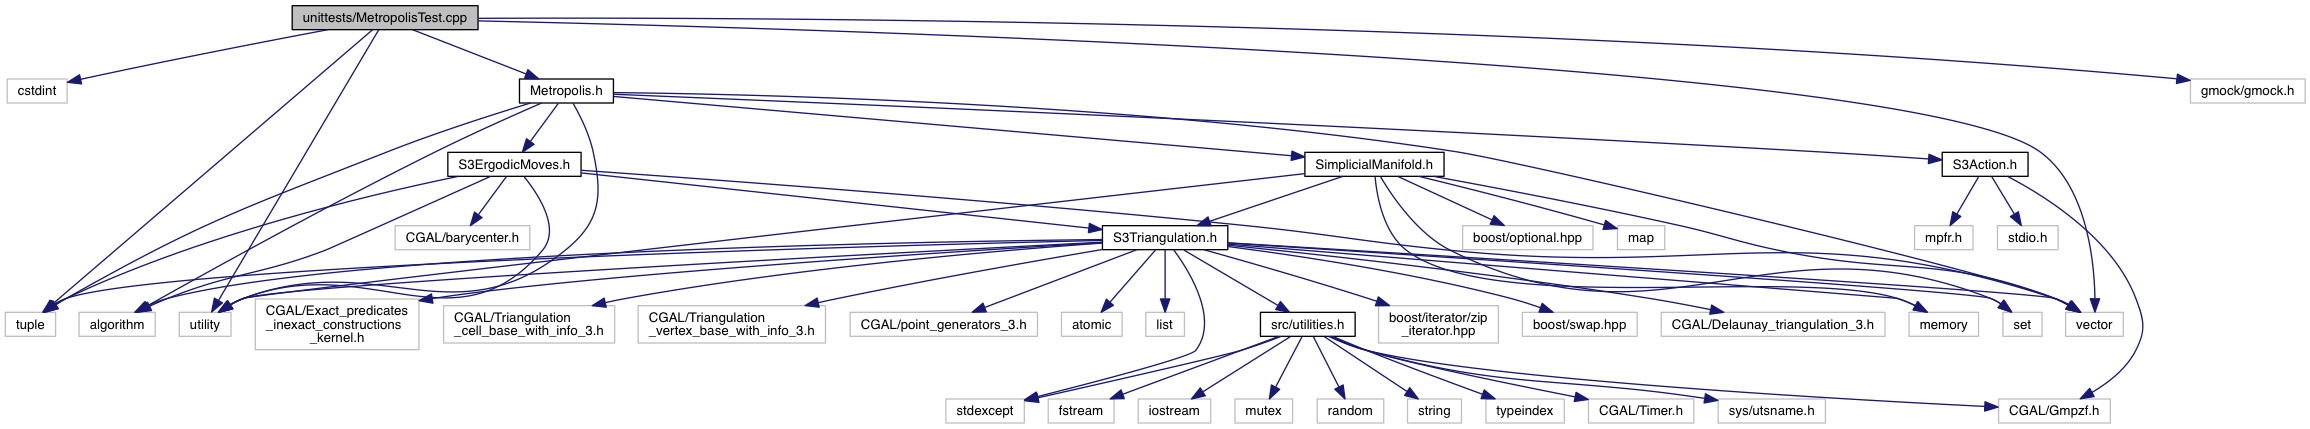 unittests/MetropolisTest.cpp
cstdint
Metropolis.h
gmock/gmock.h
S3ErgodicMoves.h
SimplicialManifold.h
S3Action.h
CGAL/barycenter.h
S3Triangulation.h
boost/optional.hpp
map
mpfr.h
stdio.h
tuple
algorithm
utility
CGAL/Exact_predicates
_inexact_constructions
_kernel.h
CGAL/Triangulation
_cell_base_with_info_3.h
CGAL/Triangulation
_vertex_base_with_info_3.h
CGAL/point_generators_3.h
atomic
list
src/utilities.h
boost/iterator/zip
_iterator.hpp
boost/swap.hpp
CGAL/Delaunay_triangulation_3.h
memory
set
vector
stdexcept
fstream
iostream
mutex
random
string
typeindex
CGAL/Timer.h
sys/utsname.h
CGAL/Gmpzf.h